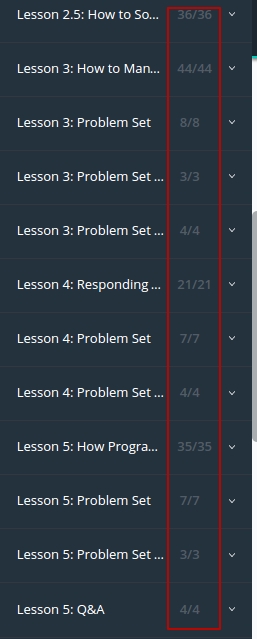 Lesson 2.5: How to So... 36/36
Lesson 3: How to Man... 44/44
Lesson 3: Problem Set 8/8
Lesson 3: Problem Set ... 3/3
Lesson 3: Problem Set ... 4/4
Lesson 4: Responding ... 21/21
Lesson 4: Problem Set 7/7
Lesson 4: Problem Set ... 4/4
Lesson 5: How Progra... 35/35
Lesson 5: Problem Set 7/7
Lesson 5: Problem Set ... 3/3
Lesson 5: Q&A 4/4